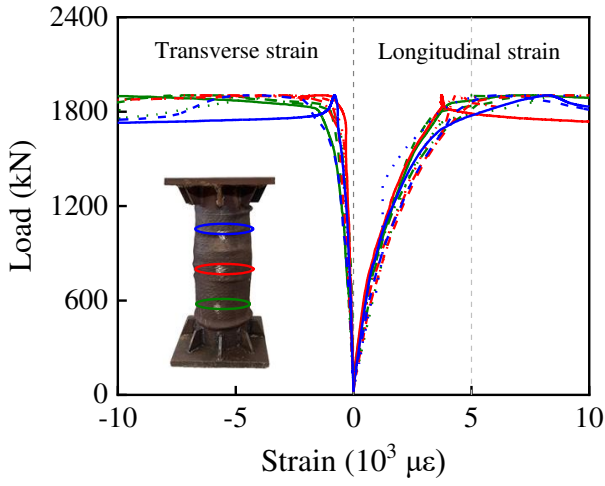 2400
Transverse strain
Longitudinal strain
1800
Load (kN)
1200
600
0
-10
-5
0
5
10
Strain (10³ με)